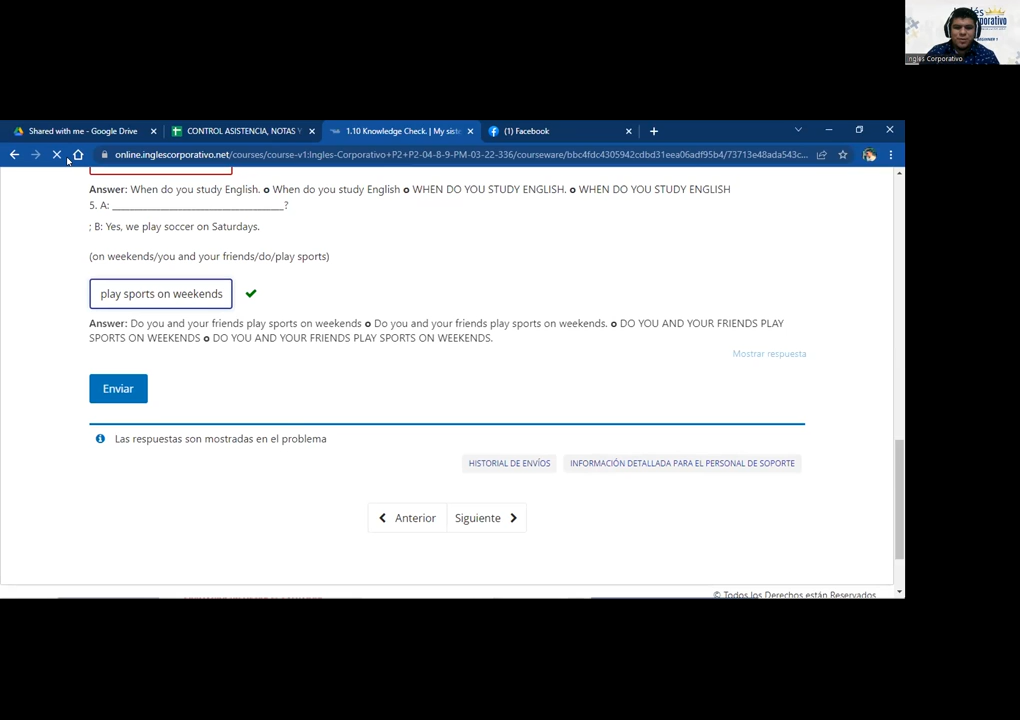 Inglés
Corporativo
Ingles Corporativo
Shared with me - Google Drive
CONTROL ASISTENCIA, NOTAS Y
1.10 Knowledge Check. | My siste
(1) Facebook
online.inglescorporativo.net/courses/course-v1:Ingles-Corporativo+P2+P2-04-8-9-PM-03-22-336/courseware/bbc4fdc4305942cdbd31eea06adf95b4/73713e48ada543c...
Answer: When do you study English. o When do you study English o WHEN DO YOU STUDY ENGLISH. o WHEN DO YOU STUDY ENGLISH
5. A: ___________________________________?
; B: Yes, we play soccer on Saturdays.
(on weekends/you and your friends/do/play sports)
play sports on weekends
Answer: Do you and your friends play sports on weekends o Do you and your friends play sports on weekends. o DO YOU AND YOUR FRIENDS PLAY
SPORTS ON WEEKENDS o DO YOU AND YOUR FRIENDS PLAY SPORTS ON WEEKENDS.
Mostrar respuesta
Enviar
Las respuestas son mostradas en el problema
HISTORIAL DE ENVÍOS
INFORMACIÓN DETALLADA PARA EL PERSONAL DE SOPORTE
Anterior
Siguiente
© Todos los Derechos están Reservados